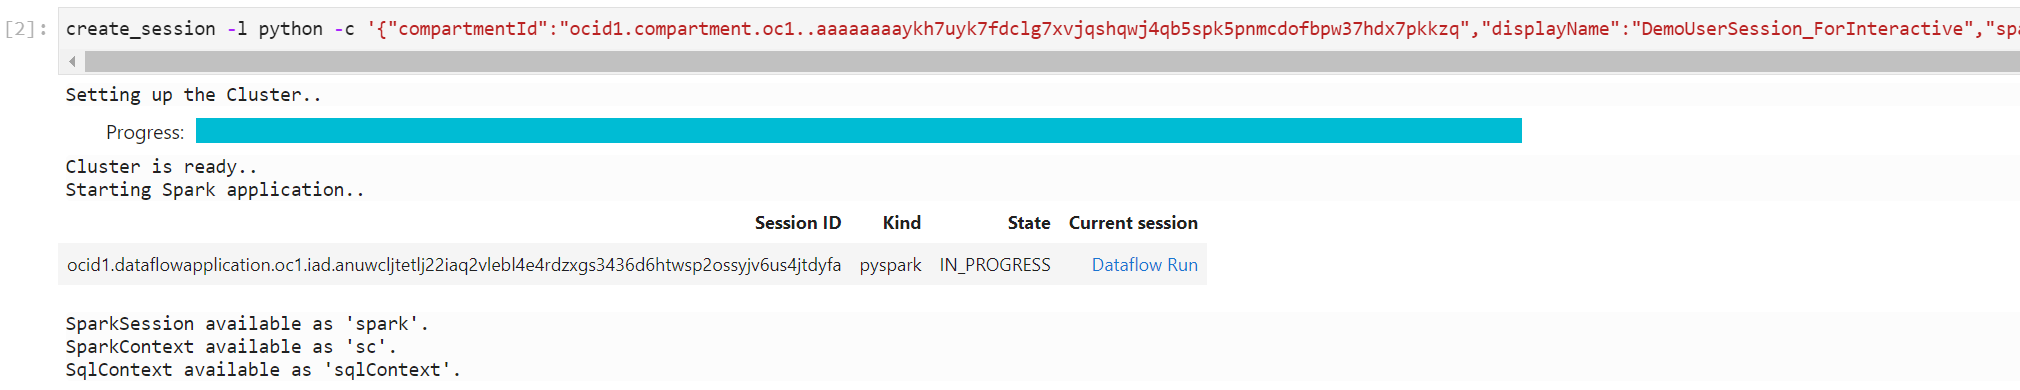 [2]: create_session -l python -c '{"compartmentId":"ocid1.compartment.oc1..aaaaaaaaykh7uyk7fdclg7xvjqshqwj4qb5spk5pnmcdofbpw37hdx7pkkzq","displayName":"DemoUserSession_ForInteractive","spa
Setting up the Cluster..
Progress:
Cluster is ready..
Starting Spark application..
Session ID Kind State Current session
ocid1.dataflowapplication.oc1.iad.anuwcljtetlj22iaq2vlebl4e4rdzxgs3436d6htwsp2ossyjv6us4jtdyfa pyspark IN_PROGRESS Dataflow Run
SparkSession available as 'spark'.
SparkContext available as 'sc'.
SqlContext available as 'sqlContext'.